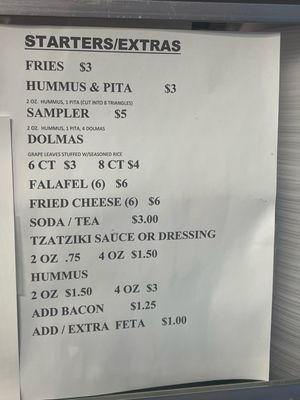 STARTERS/EXTRAS
FRIES $3
HUMMUS & PITA $3
2 OZ. HUMMUS, 1 PITA (CUT INTO 8 TRIANGLES)
SAMPLER $5
2 OZ. HUMMUS, 1 PITA, 4 DOLMAS
DOLMAS
GRAPE LEAVES STUFFED W/SEASONED RICE
6 CT $3 8 CT $4
FALAFEL (6) $6
FRIED CHEESE (6) $6
SODA / TEA $3.00
TZATZIKI SAUCE OR DRESSING
2 OZ .75 4 OZ $1.50
HUMMUS
2 OZ $1.50 4 OZ $3
ADD BACON $1.25
ADD / EXTRA FETA $1.00